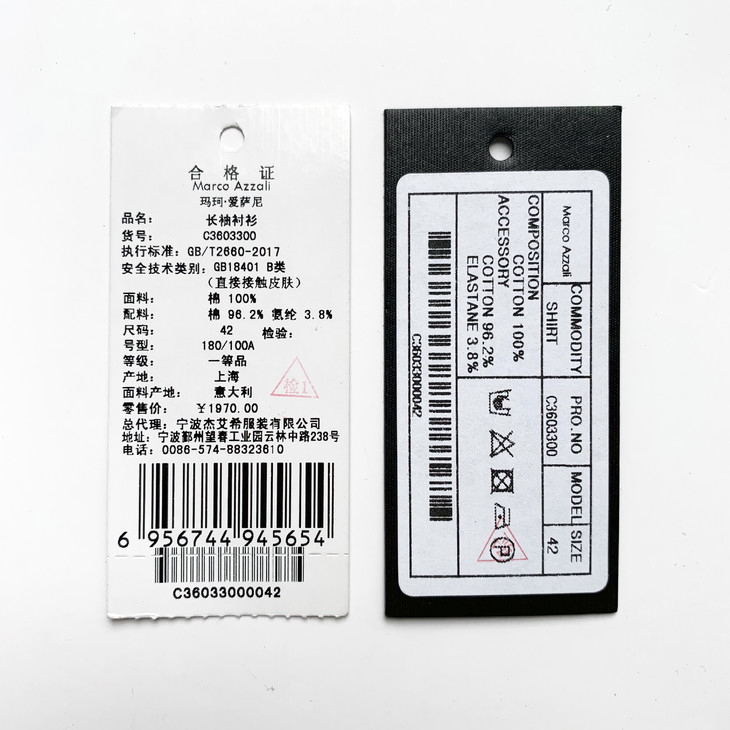 合格证
Marco Azzali
玛珂·爱萨尼
品名: 长袖衬衫
货号: C3603300
执行标准: GB/T2660-2017
安全技术类别: GB18401 B类
(直接接触皮肤)
面料: 棉 100%
配料: 棉 96.2% 氨纶 3.8%
尺码: 42 检验:
号型: 180/100A
等级: 一等品
产地: 上海
检1
面料产地: 意大利
零售价: ¥1970.00
总代理: 宁波杰艾希服装有限公司
地址: 宁波鄞州望春工业园云林中路238号
电话: 0086-574-88323610
6 956744 945654
C36033000042
Marco Azzali
COMMODITY
SHIRT
PRO.NO
C3603300
MODEL
SIZE
42
COMPOSITION
COTTON 100%
ACCESSORY
COTTON 96.2%
ELASTANE 3.8%
P
C36033000042